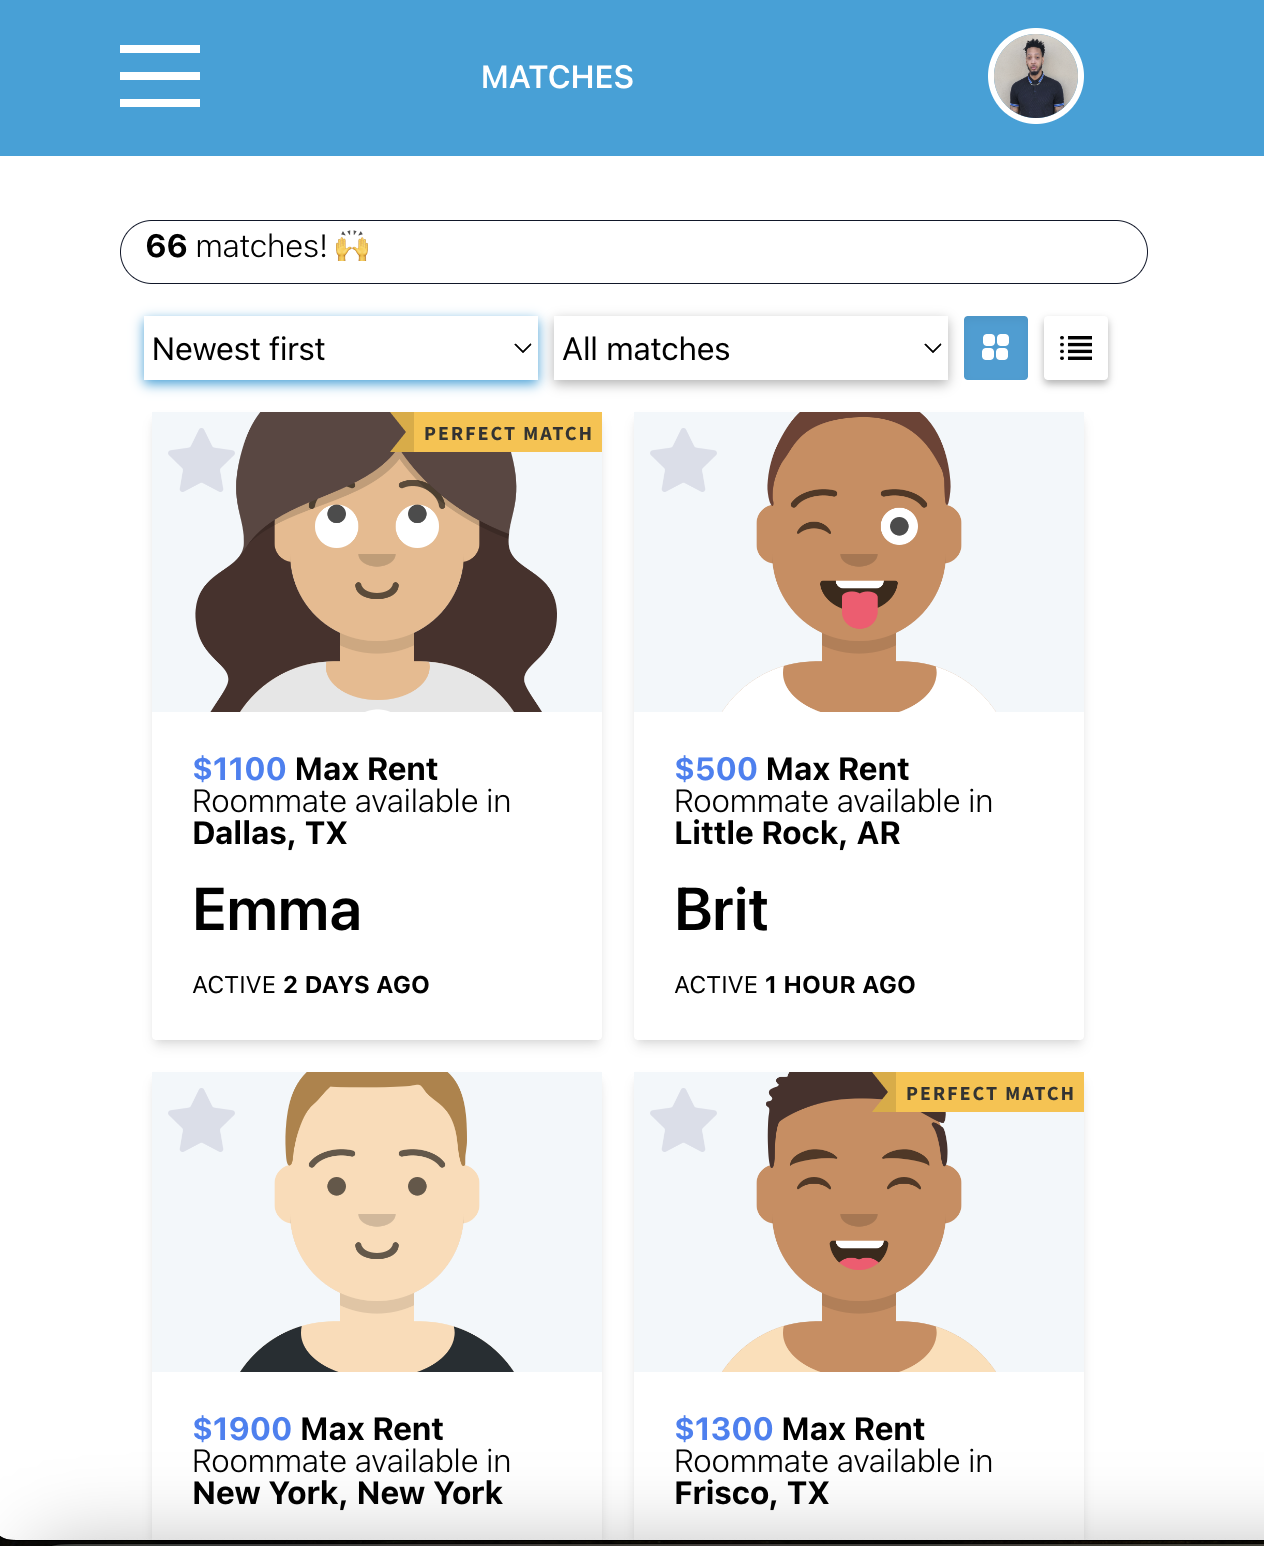 MATCHES
66 matches! 🙌
Newest first
All matches
PERFECT MATCH
$1100 Max Rent
Roommate available in
Dallas, TX
Emma
ACTIVE 2 DAYS AGO
$500 Max Rent
Roommate available in
Little Rock, AR
Brit
ACTIVE 1 HOUR AGO
$1900 Max Rent
Roommate available in
New York, New York
PERFECT MATCH
$1300 Max Rent
Roommate available in
Frisco, TX